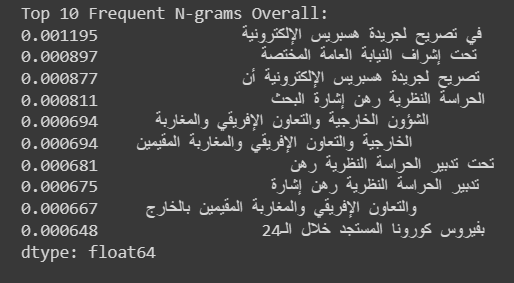 Top 10 Frequent N-grams Overall:
في تصريح لجريدة هسبريس الإلكترونية 0.001195
تحت إشراف النيابة العامة المختصة 0.000897
تصريح لجريدة هسبريس الإلكترونية أن 0.000877
الحراسة النظرية رهن إشارة البحث 0.000811
الشؤون الخارجية والتعاون الإفريقي والمغاربة 0.000694
الخارجية والتعاون الإفريقي والمغاربة المقيمين 0.000694
تحت تدبير الحراسة النظرية رهن 0.000681
تدبير الحراسة النظرية رهن إشارة 0.000675
والتعاون الإفريقي والمغاربة المقيمين بالخارج 0.000667
بفيروس كورونا المستجد خلال الـ24 0.000648
dtype: float64